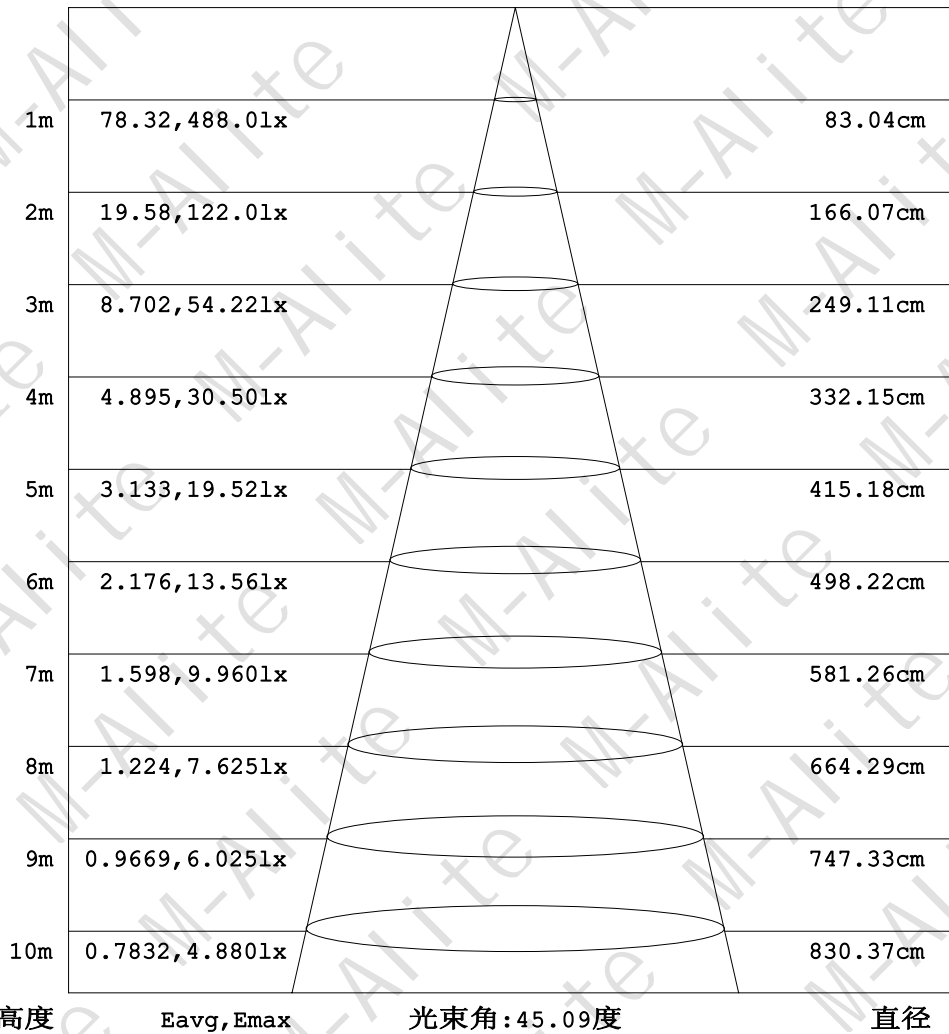 1m 78.32,488.0lx 83.04cm
2m 19.58,122.0lx 166.07cm
3m 8.702,54.22lx 249.11cm
4m 4.895,30.50lx 332.15cm
5m 3.133,19.52lx 415.18cm
6m 2.176,13.56lx 498.22cm
7m 1.598,9.960lx 581.26cm
8m 1.224,7.625lx 664.29cm
9m 0.9669,6.025lx 747.33cm
10m 0.7832,4.880lx 830.37cm
高度 Eavg,Emax 光束角:45.09度 直径
M-Alite